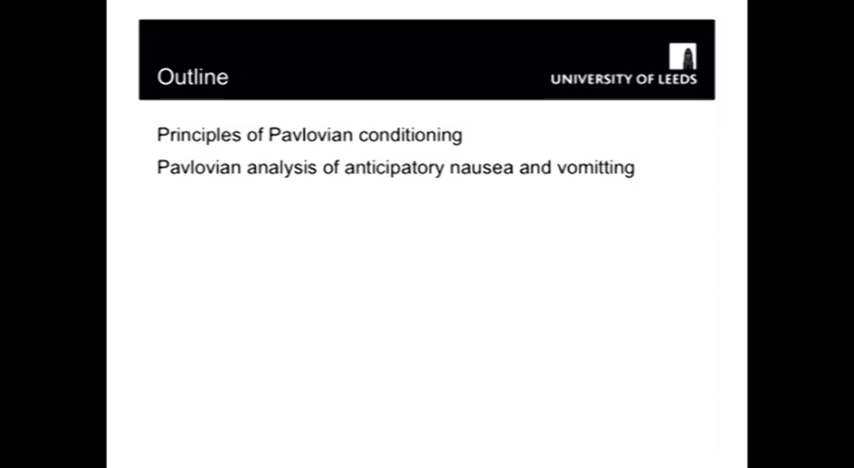 Outline
UNIVERSITY OF LEEDS
Principles of Pavlovian conditioning
Pavlovian analysis of anticipatory nausea and vomitting